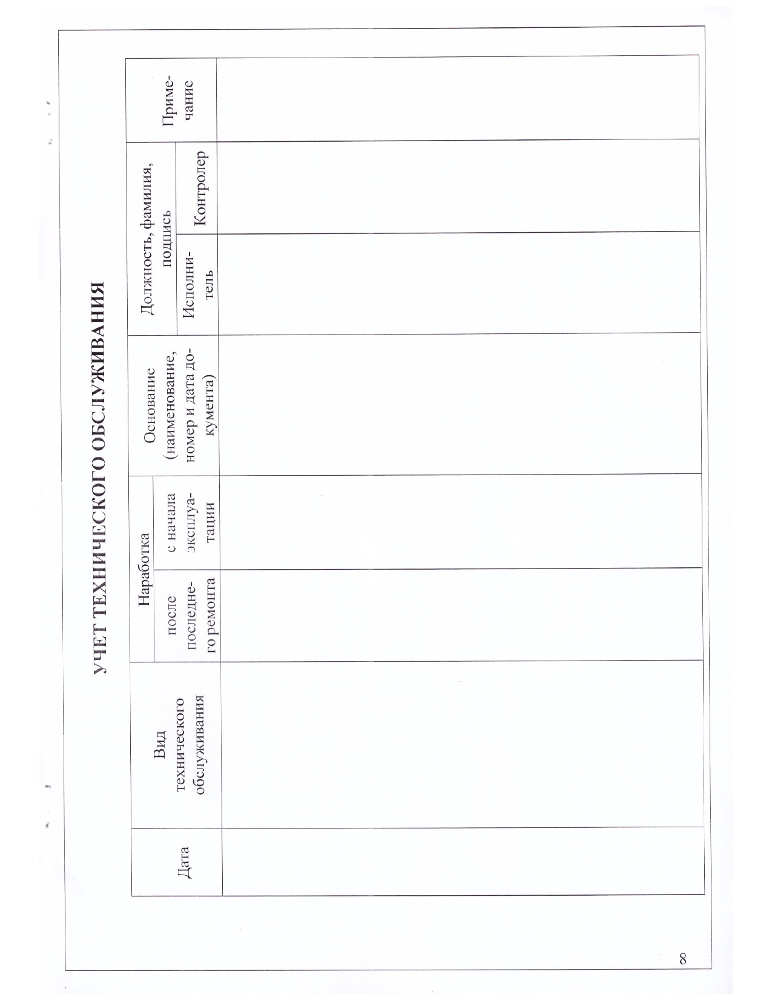 УЧЕТ ТЕХНИЧЕСКОГО ОБСЛУЖИВАНИЯ
Дата
Вид
технического
обслуживания
Наработка
после
последне-
го ремонта
с начала
эксплуа-
тации
Основание
(наименование,
номер и дата до-
кумента)
Должность, фамилия,
подпись
Исполни-
тель
Контролер
Приме-
чание
8